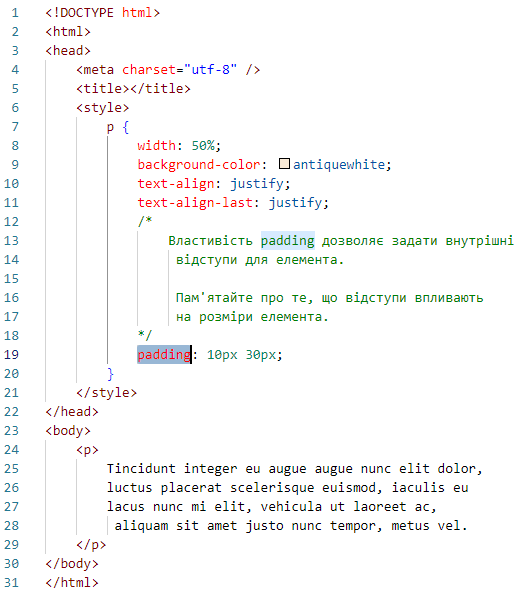 1 <!DOCTYPE html>
2 <html>
3 <head>
4 <meta charset="utf-8" />
5 <title></title>
6 <style>
7 p {
8 width: 50%;
9 background-color: antiquewhite;
10 text-align: justify;
11 text-align-last: justify;
12 /*
13 Властивість padding дозволяє задати внутрішні
14 відступи для елемента.
15
16 Пам'ятайте про те, що відступи впливають
17 на розміри елемента.
18 */
19 padding: 10px 30px;
20 }
21 </style>
22 </head>
23 <body>
24 <p>
25 Tincidunt integer eu augue augue nunc elit dolor,
26 luctus placerat scelerisque euismod, iaculis eu
27 lacus nunc mi elit, vehicula ut laoreet ac,
28 aliquam sit amet justo nunc tempor, metus vel.
29 </p>
30 </body>
31 </html>